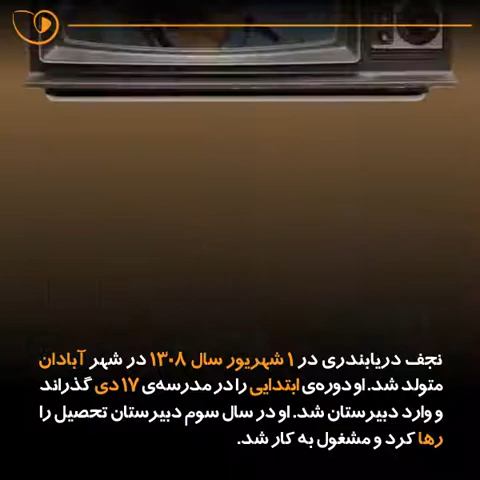 نجف دریابندری در ۱ شهریور سال ۱۳۰۸ در شهر آبادان
متولد شد. او دوره‌ی ابتدایی را در مدرسه‌ی ۱۷ دی گذراند
و وارد دبیرستان شد. او در سال سوم دبیرستان تحصیل را
رها کرد و مشغول به کار شد.